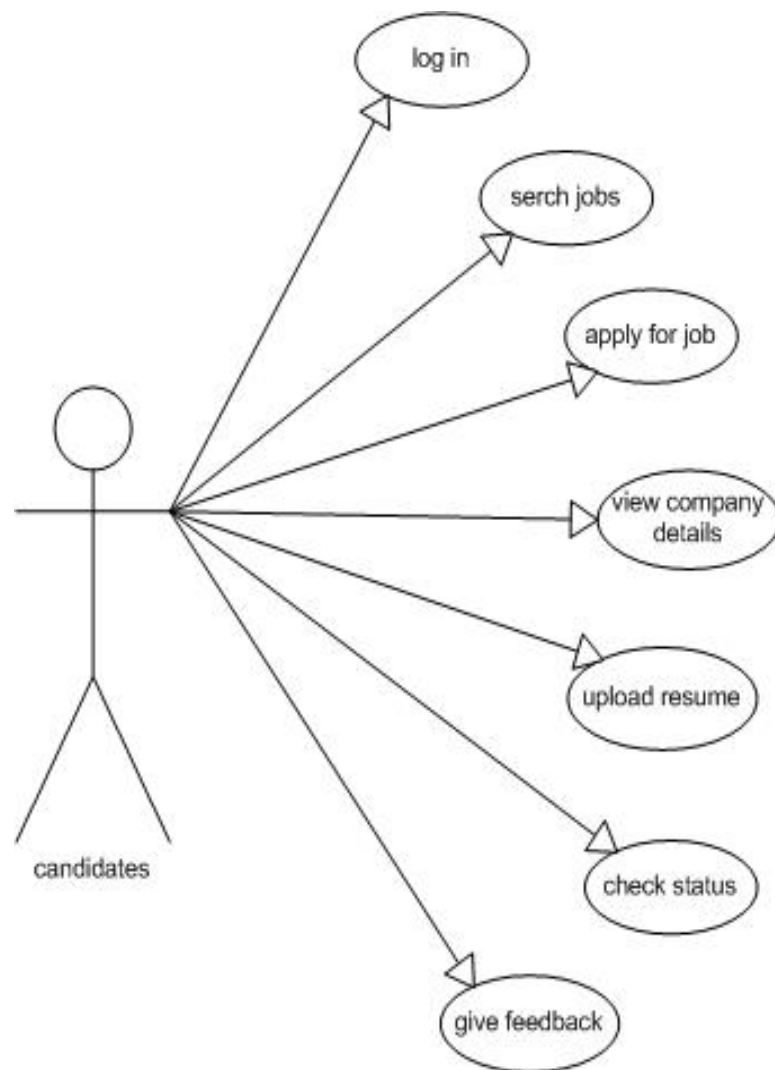 log in
serch jobs
apply for job
view company
details
upload resume
candidates
check status
give feedback